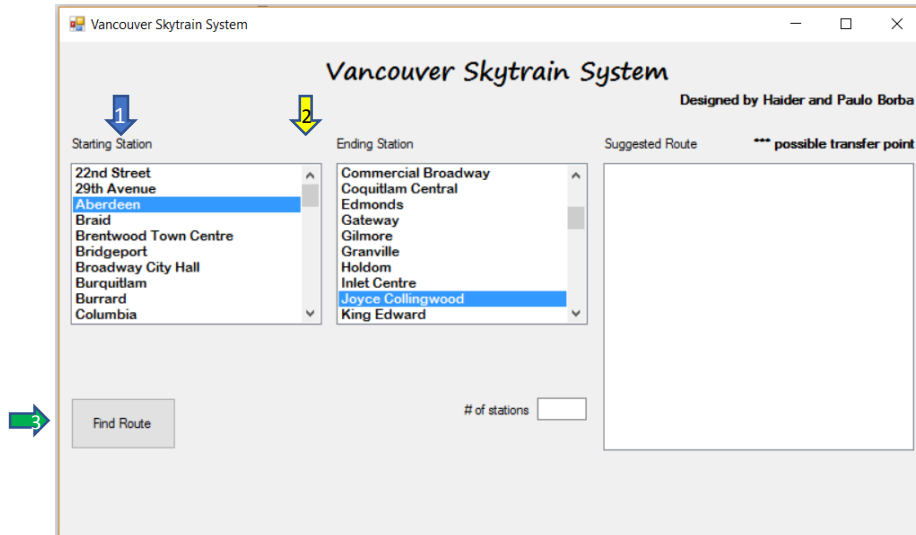 Vancouver Skytrain System
Vancouver Skytrain System
Designed by Haider and Paulo Borba
1
2
Starting Station
Ending Station
Suggested Route
*** possible transfer point
22nd Street
29th Avenue
Aberdeen
Braid
Brentwood Town Centre
Bridgeport
Broadway City Hall
Burquitlam
Burrard
Columbia
Commercial Broadway
Coquitlam Central
Edmonds
Gateway
Gilmore
Granville
Holdom
Inlet Centre
Joyce Collingwood
King Edward
3
Find Route
# of stations